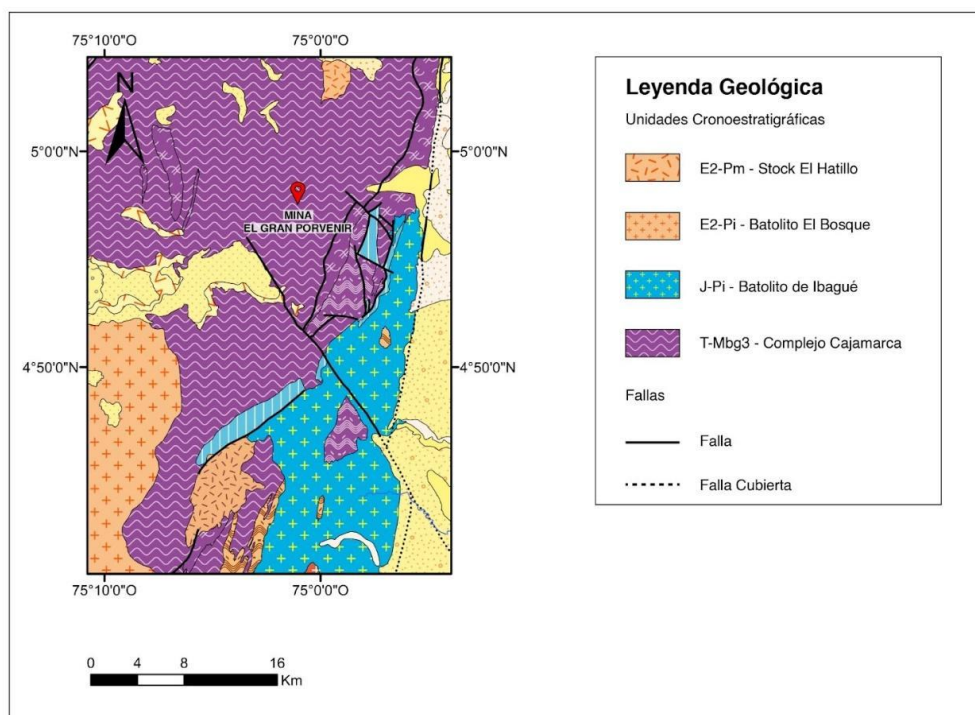 75°10'0"O
75°0'0"O
N
5°0'0"N
5°0'0"N
MINA
EL GRAN PORVENIR
4°50'0"N
4°50'0"N
75°10'0"O
75°0'0"O
0
4
8
16
Km
Leyenda Geológica
Unidades Cronoestratigráficas
E2-Pm - Stock El Hatillo
E2-Pi - Batolito El Bosque
J-Pi - Batolito de Ibagué
T-Mbg3 - Complejo Cajamarca
Fallas
Falla
Falla Cubierta